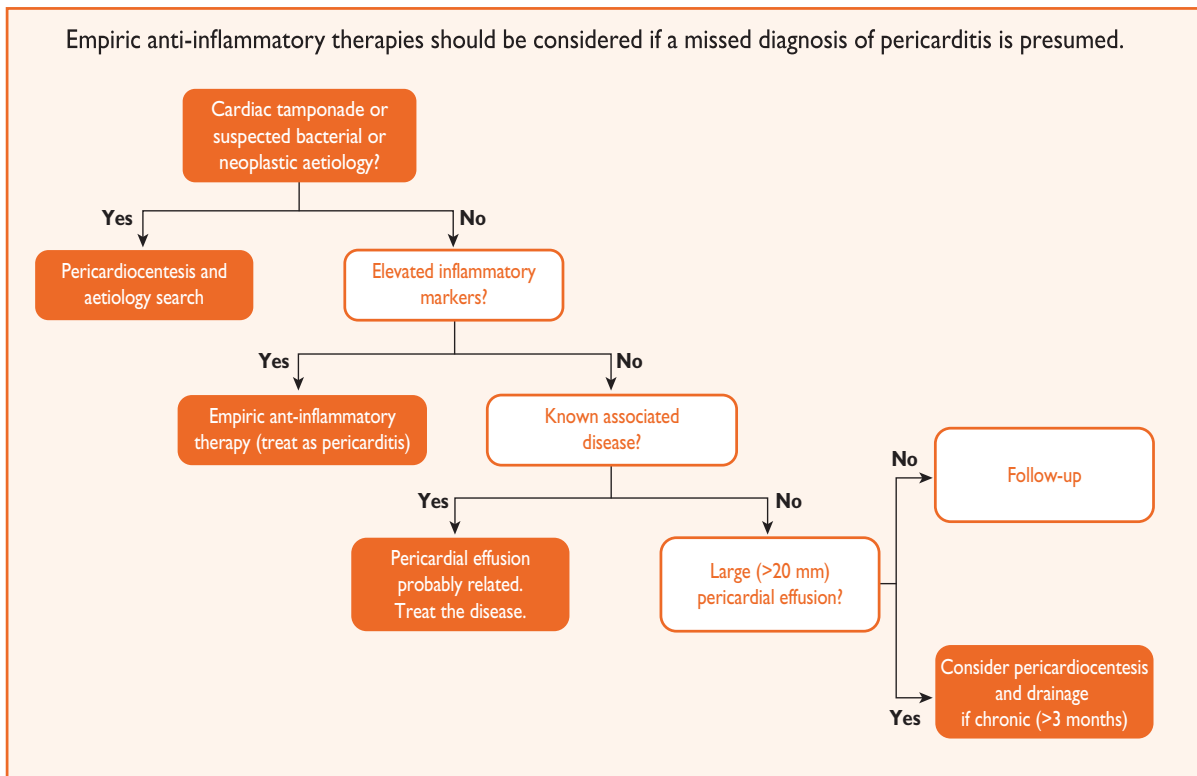 Empiric anti-inflammatory therapies should be considered if a missed diagnosis of pericarditis is presumed.
Cardiac tamponade or
suspected bacterial or
neoplastic aetiology?
Yes
No
Pericardiocentesis and
aetiology search
Elevated inflammatory
markers?
Yes
No
Empiric ant-inflammatory
therapy (treat as pericarditis)
Known associated
disease?
Yes
No
Pericardial effusion
probably related.
Treat the disease.
Large (>20 mm)
pericardial effusion?
No
Follow-up
Yes
Consider pericardiocentesis
and drainage
if chronic (>3 months)